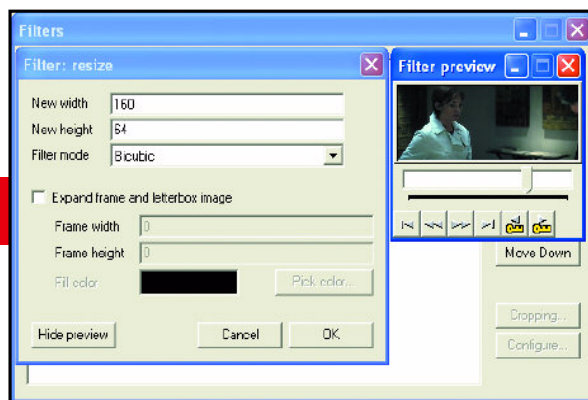 Filters
Filter: resize
Filter preview
New width 160
New height 64
Filter mode Bicubic
Expand frame and letterbox image
Frame width 0
Frame height 0
Fill color Pick color...
Move Down
Cropping...
Hide preview Cancel OK
Configure...